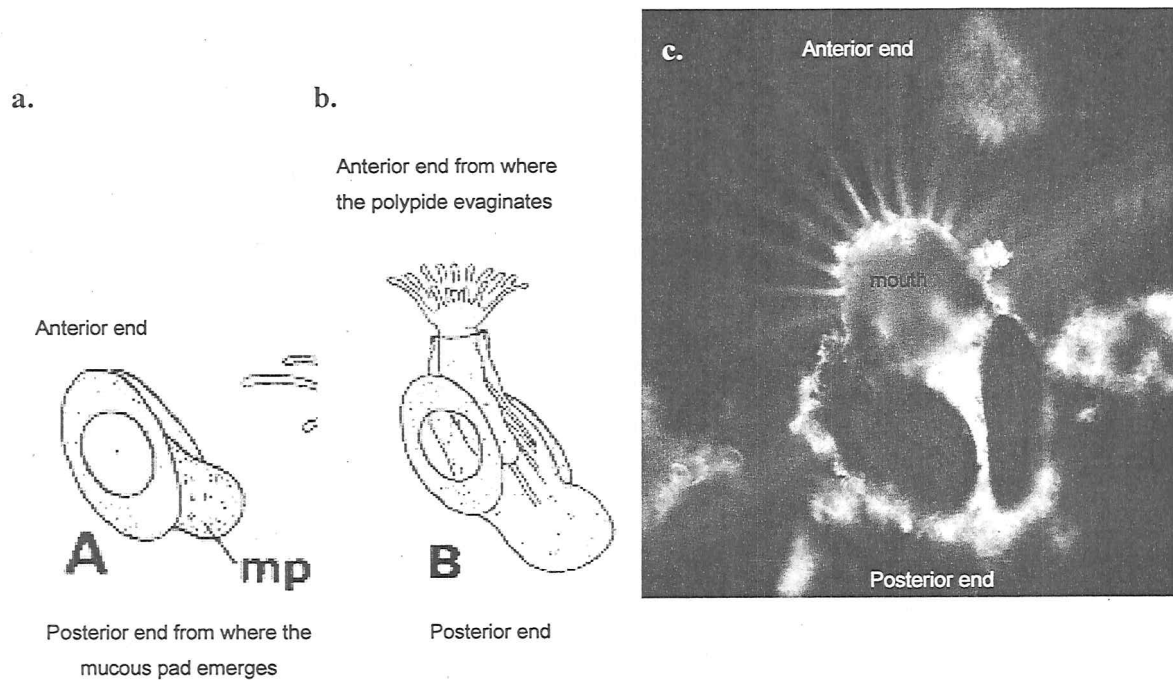 a.
Anterior end
A
mp
Posterior end from where the
mucous pad emerges
b.
Anterior end from where
the polypide evaginates
B
Posterior end
c.
Anterior end
mouth
Posterior end